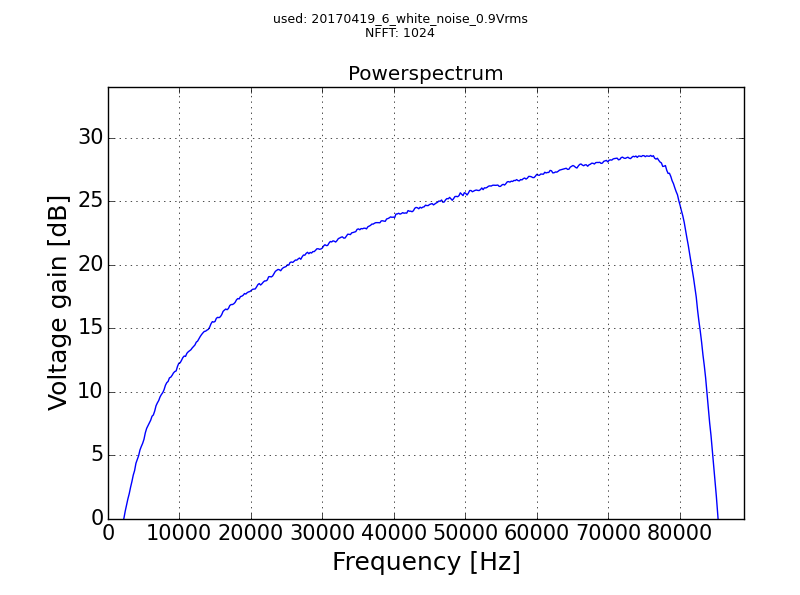 used: 20170419_6_white_noise_0.9Vrms
NFFT: 1024
Powerspectrum
30
25
20
15
10
5
0
0 10000 20000 30000 40000 50000 60000 70000 80000
Voltage gain [dB]
Frequency [Hz]